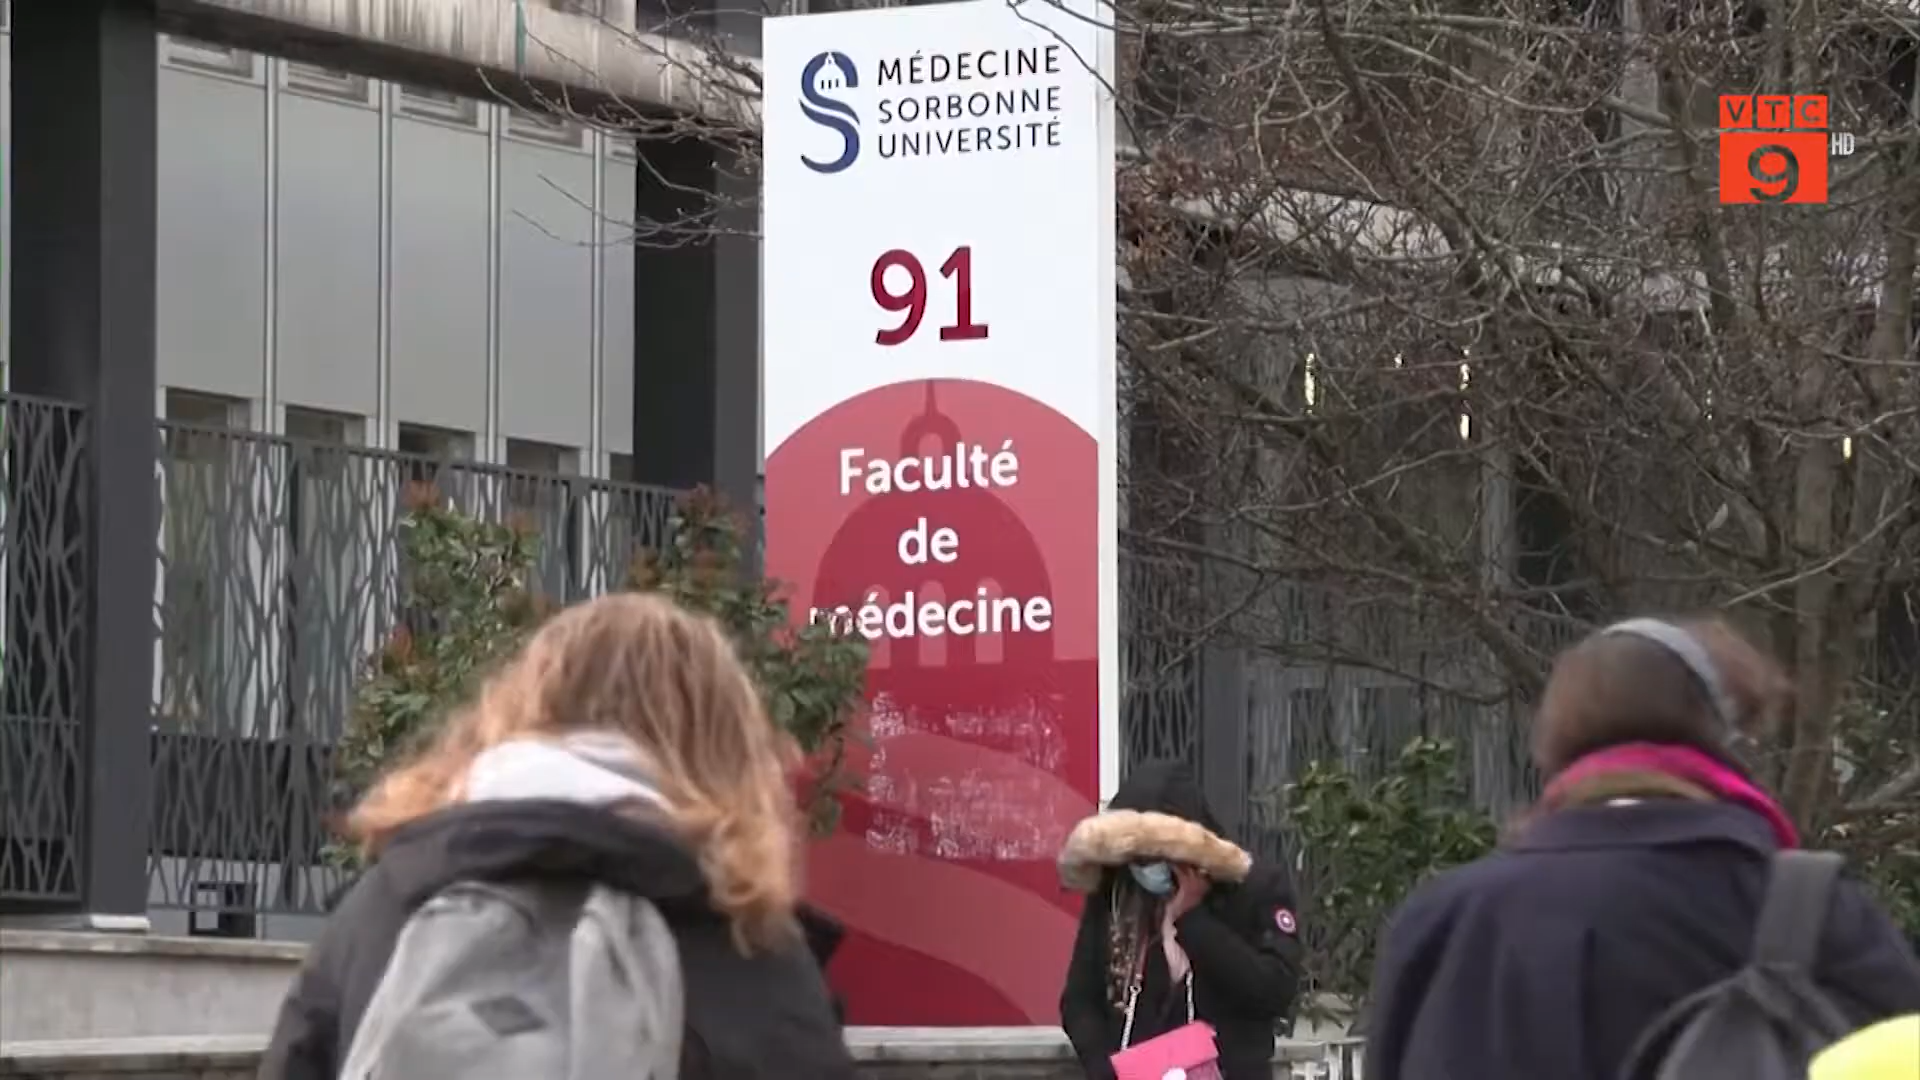 MÉDECINE
SORBONNE
UNIVERSITÉ
91
Faculté
de
médecine
VTC
9
HD